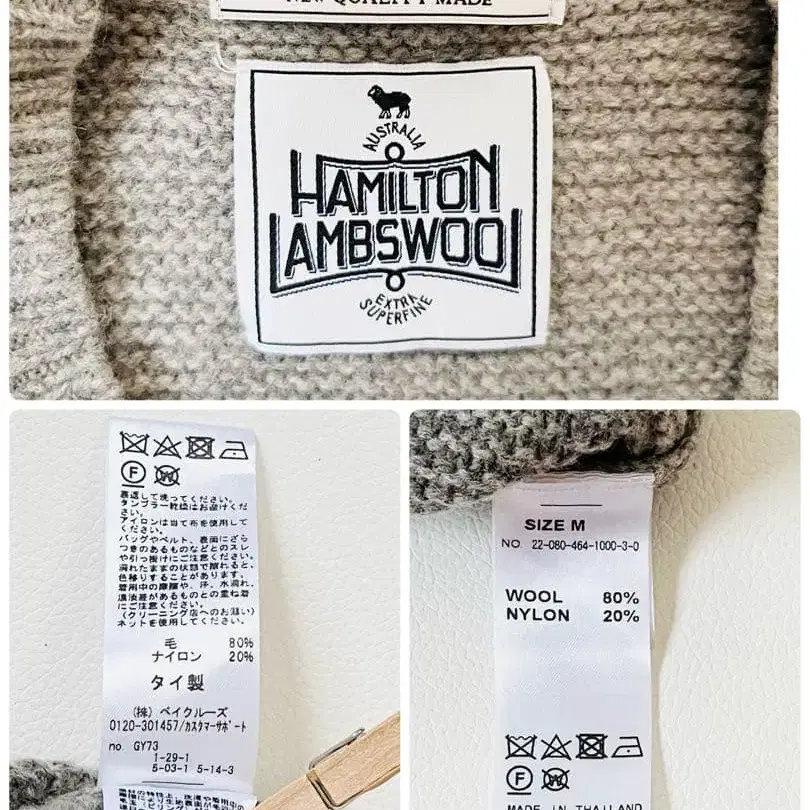 NEW QUALITY MADE
AUSTRALIA
HAMILTON
LAMBSWOOL
EXTRA
SUPERFINE
F
W
裏返して洗ってください。
タンブラー乾燥はお避けくだ
さい。
アイロンは当て布を使用して
ください。
バッグやベルト、表面にざら
つきのあるものなどとのスレ
や引っ掛けにご注意ください。
濡れたままの状態で放れると、
色移りすることがあります。
着用中の摩擦や、汗、水濡れ、
濃淡差があるものとの重ね着
にご注意ください。
〈クリーニング店へのお願い〉
ネットを使用してください。
毛 80%
ナイロン 20%
タイ製
(株) ベイクルーズ
0120-301457/カスタマーサポート
no. GY73
1-29-1
5-03-1 5-14-3
SIZE M
NO. 22-080-464-1000-3-0
WOOL 80%
NYLON 20%
F
W
MADE IN THAILAND